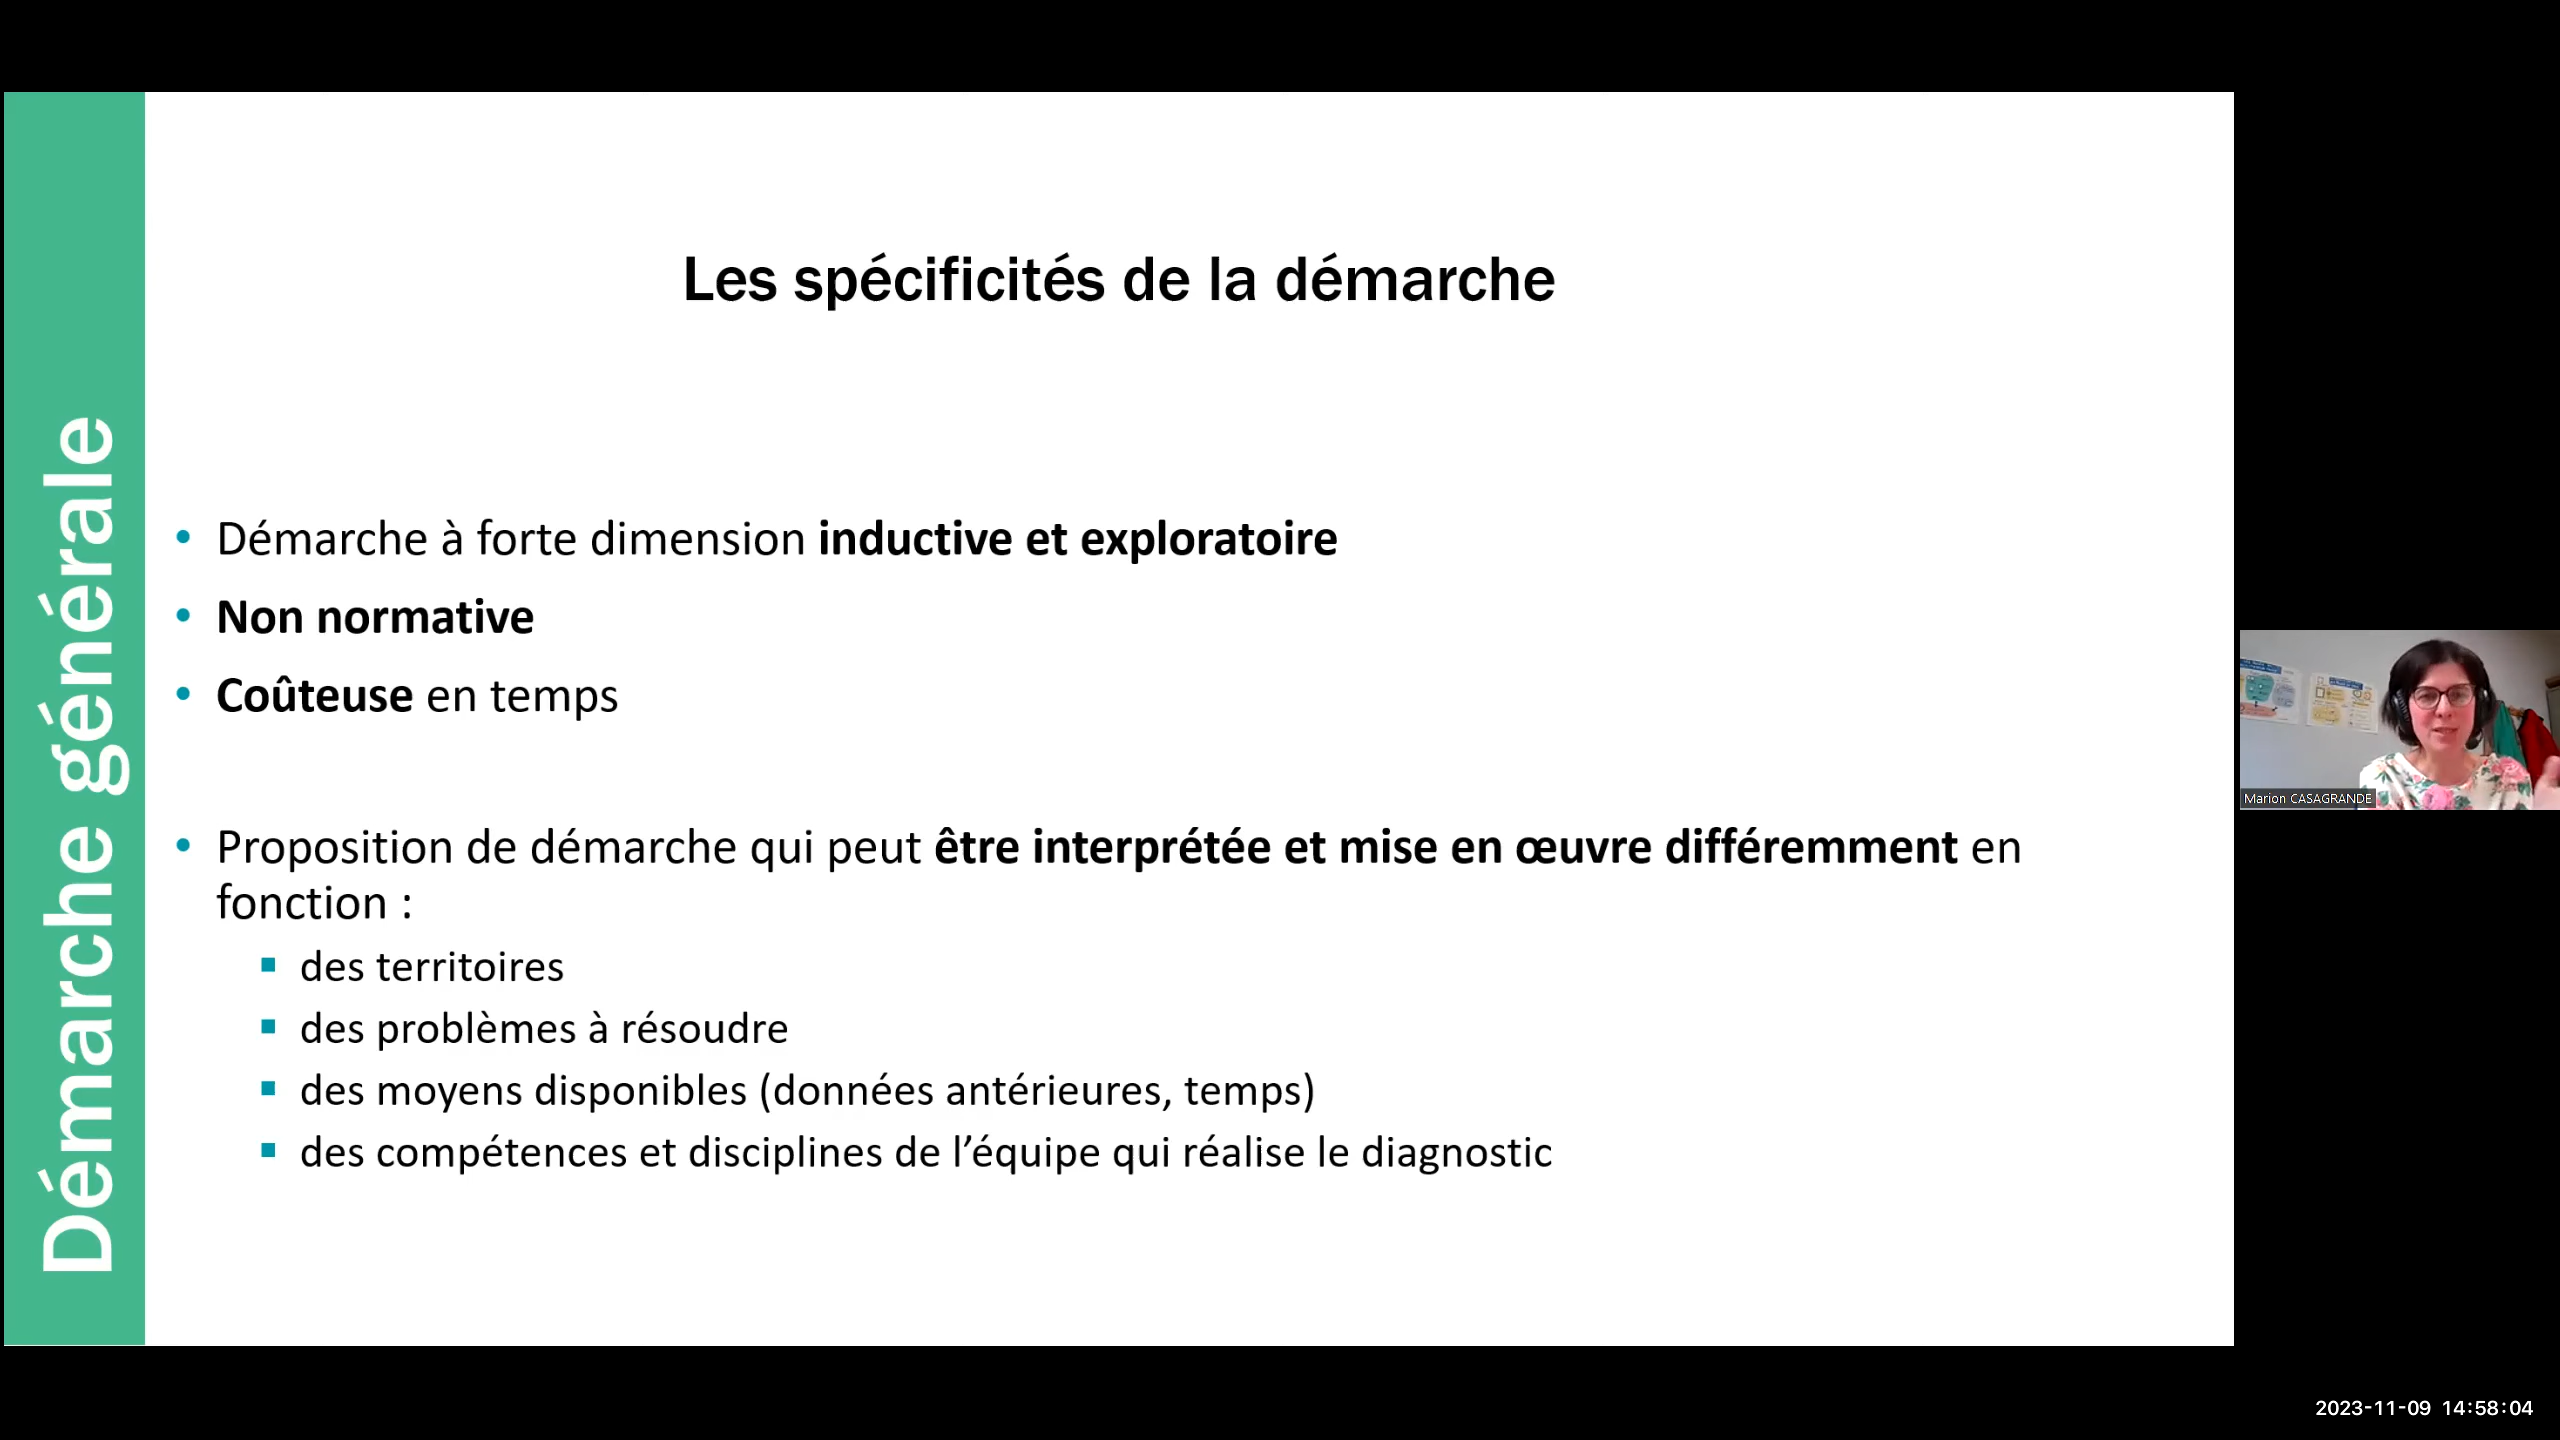 Démarche générale
Les spécificités de la démarche
• Démarche à forte dimension inductive et exploratoire
• Non normative
• Coûteuse en temps
• Proposition de démarche qui peut être interprétée et mise en œuvre différemment en
fonction :
▪ des territoires
▪ des problèmes à résoudre
▪ des moyens disponibles (données antérieures, temps)
▪ des compétences et disciplines de l’équipe qui réalise le diagnostic
Marion CASAGRANDE
2023-11-09 14:58:04